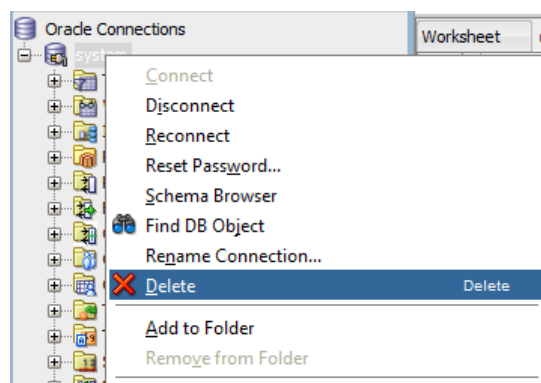 Oracle Connections
Worksheet
system
Connect
Disconnect
Reconnect
Reset Password...
Schema Browser
Find DB Object
Rename Connection...
Delete Delete
Add to Folder
Remove from Folder